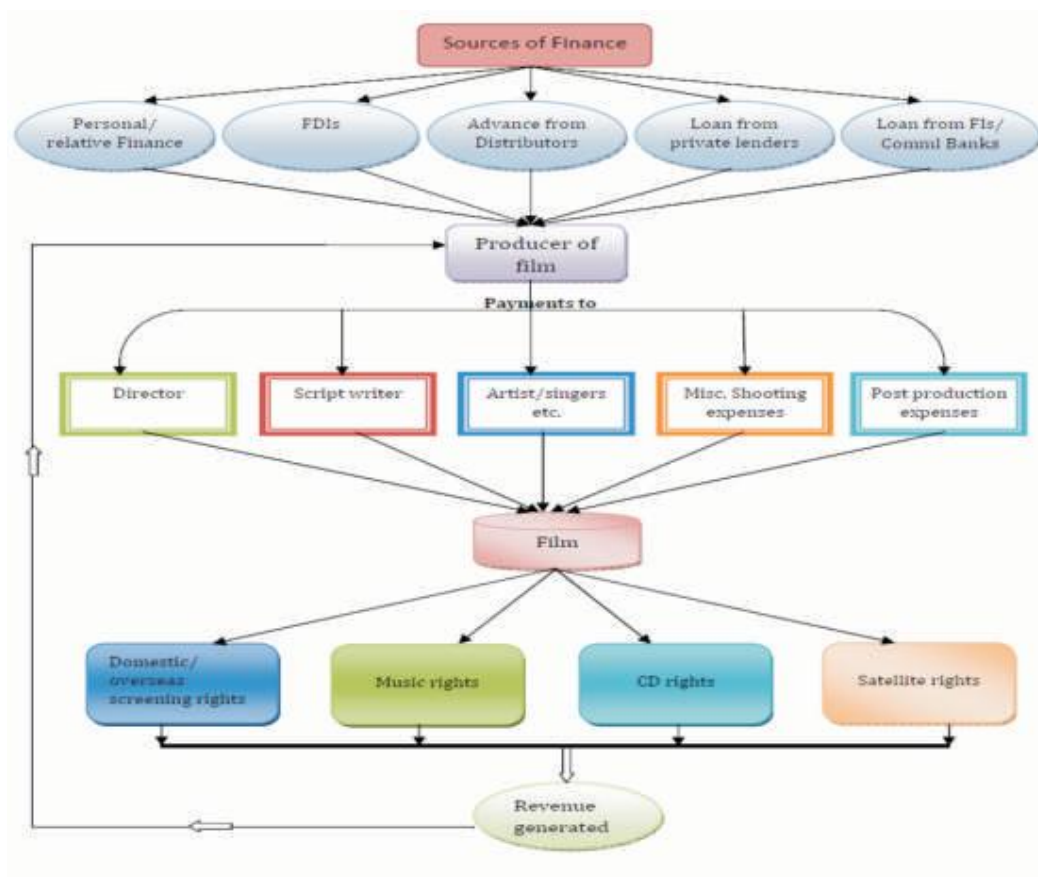 Sources of Finance
Personal/
relative Finance
FDIs
Advance from
Distributors
Loan from
private lenders
Loan from FIs/
Comml Banks
Producer of
film
Payments to
Director
Script writer
Artist/singers
etc.
Misc. Shooting
expenses
Post production
expenses
Film
Domestic/
overseas
screening rights
Music rights
CD rights
Satellite rights
Revenue
generated